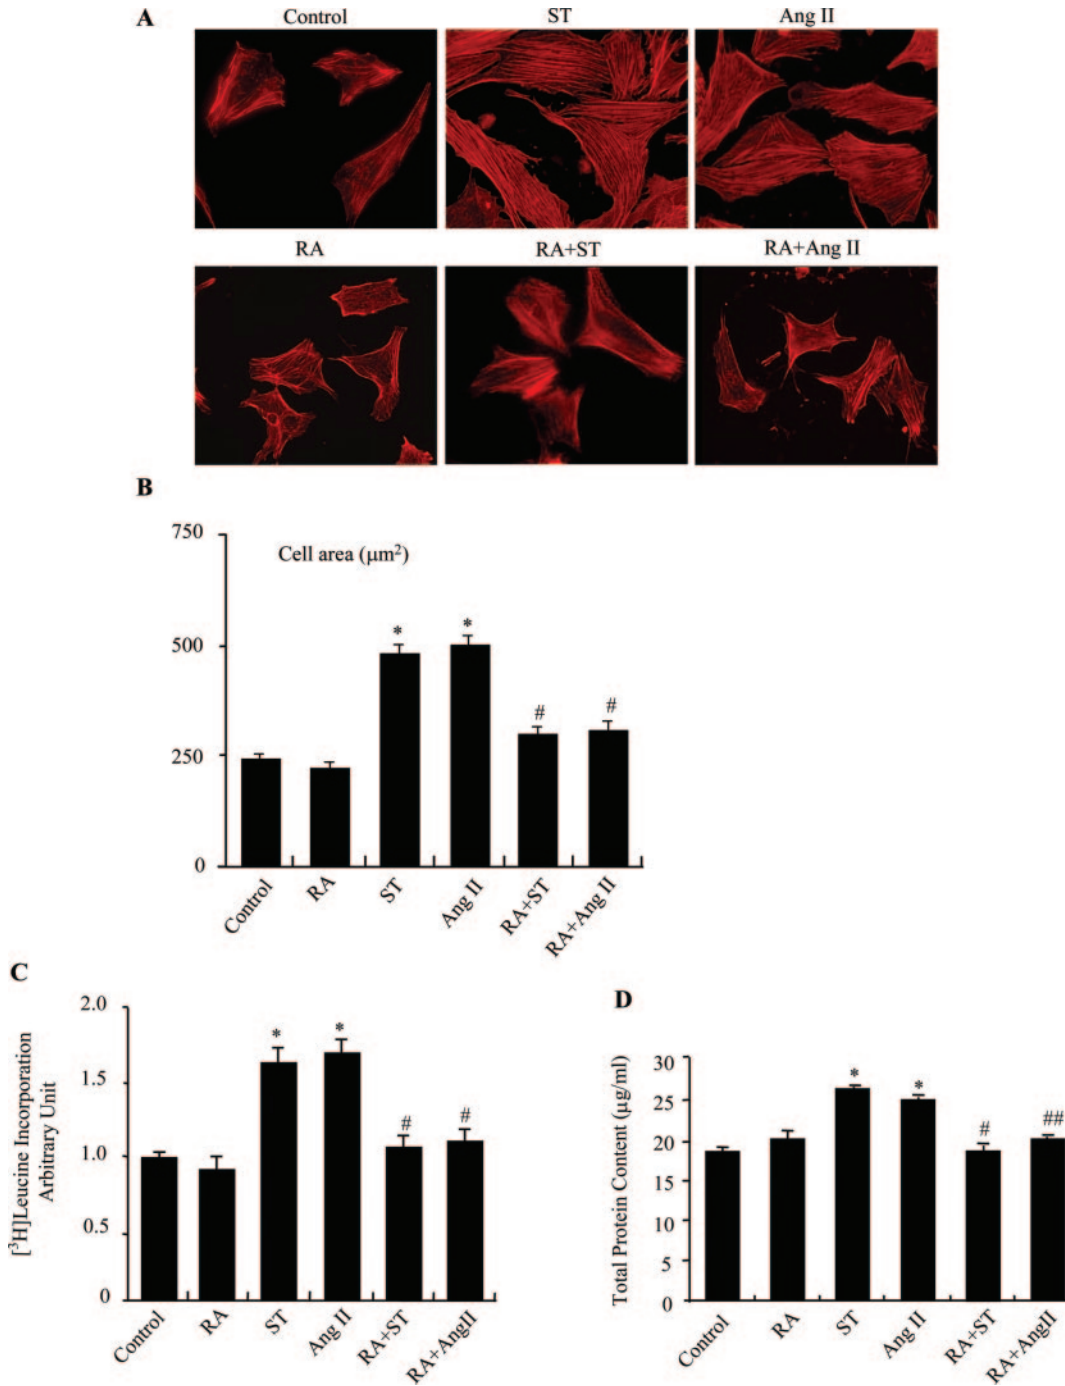 A
Control
ST
Ang II
RA
RA+ST
RA+Ang II
B
750
500
250
0
Cell area (μm²)
*
*
#
#
Control
RA
ST
Ang II
RA+ST
RA+Ang II
C
[³H]Leucine Incorporation
Arbitrary Unit
2.0
1.5
1.0
0.5
0
*
*
#
#
Control
RA
ST
Ang II
RA+ST
RA+AngII
D
Total Protein Content (μg/ml)
30
25
20
15
10
5
0
*
*
#
##
Control
RA
ST
Ang II
RA+ST
RA+AngII